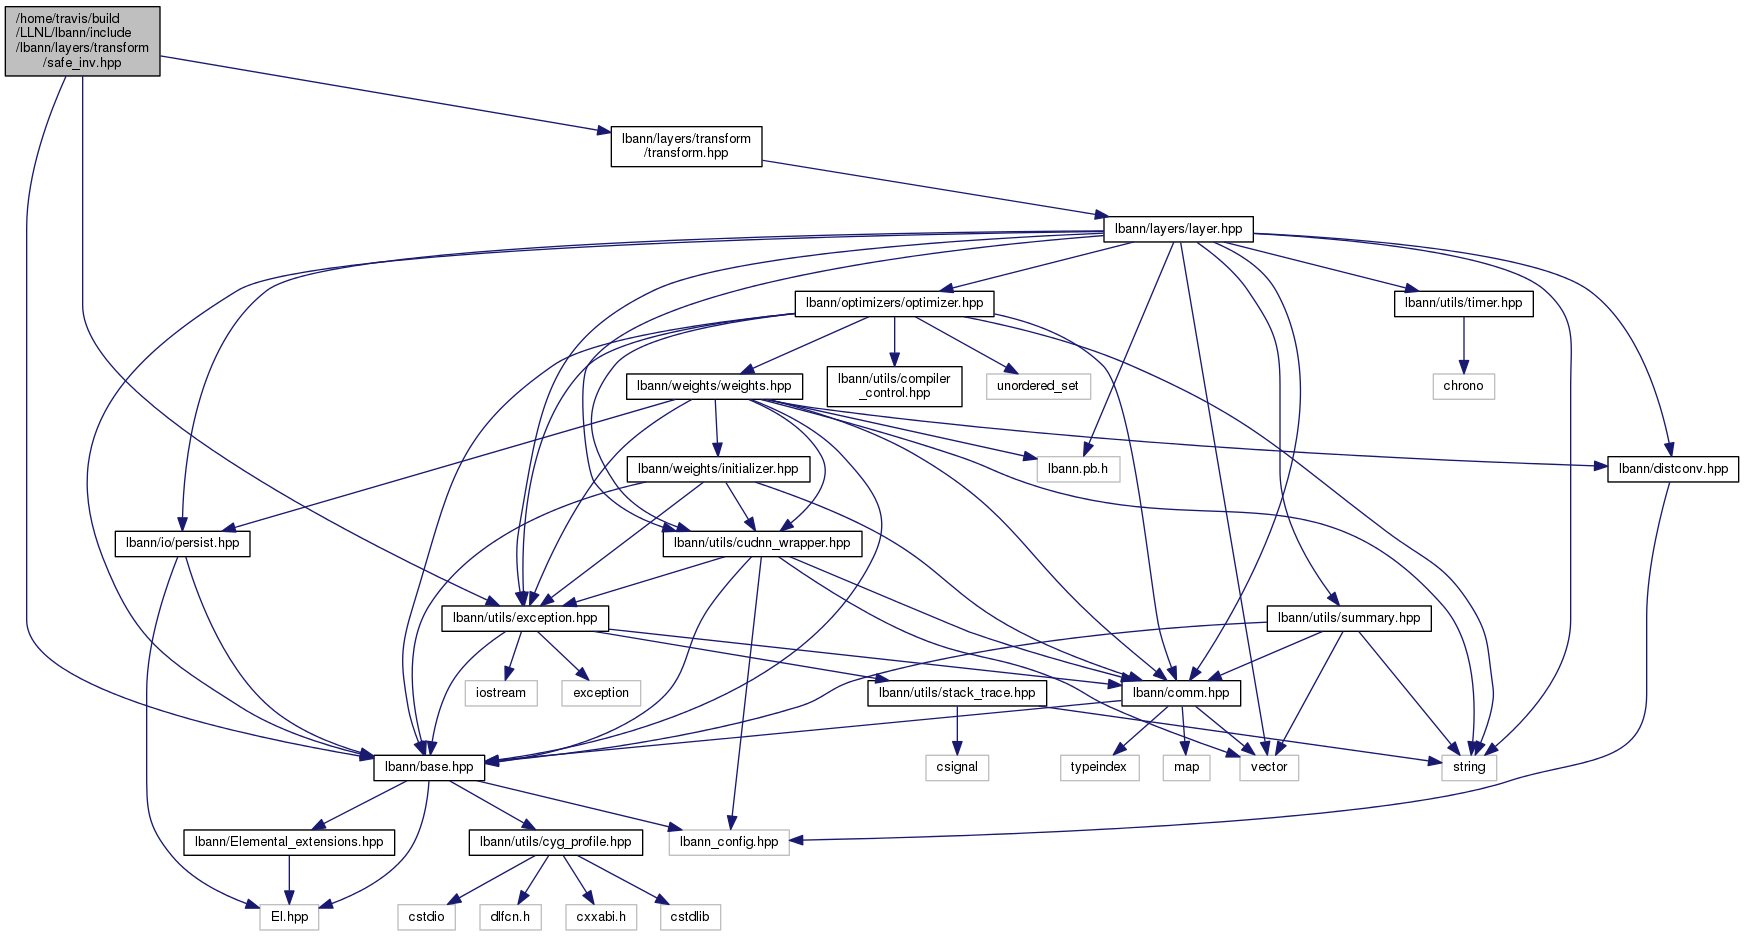 /home/travis/build
/LLNL/lbann/include
/lbann/layers/transform
/safe_inv.hpp
lbann/layers/transform
/transform.hpp
lbann/layers/layer.hpp
lbann/optimizers/optimizer.hpp
lbann/utils/timer.hpp
lbann/weights/weights.hpp
lbann/utils/compiler
_control.hpp
unordered_set
chrono
lbann/weights/initializer.hpp
lbann.pb.h
lbann/distconv.hpp
lbann/io/persist.hpp
lbann/utils/cudnn_wrapper.hpp
lbann/utils/exception.hpp
lbann/utils/summary.hpp
iostream
exception
lbann/utils/stack_trace.hpp
lbann/comm.hpp
lbann/base.hpp
csignal
typeindex
map
vector
string
lbann/Elemental_extensions.hpp
lbann/utils/cyg_profile.hpp
lbann_config.hpp
El.hpp
cstdio
dlfcn.h
cxxabi.h
cstdlib